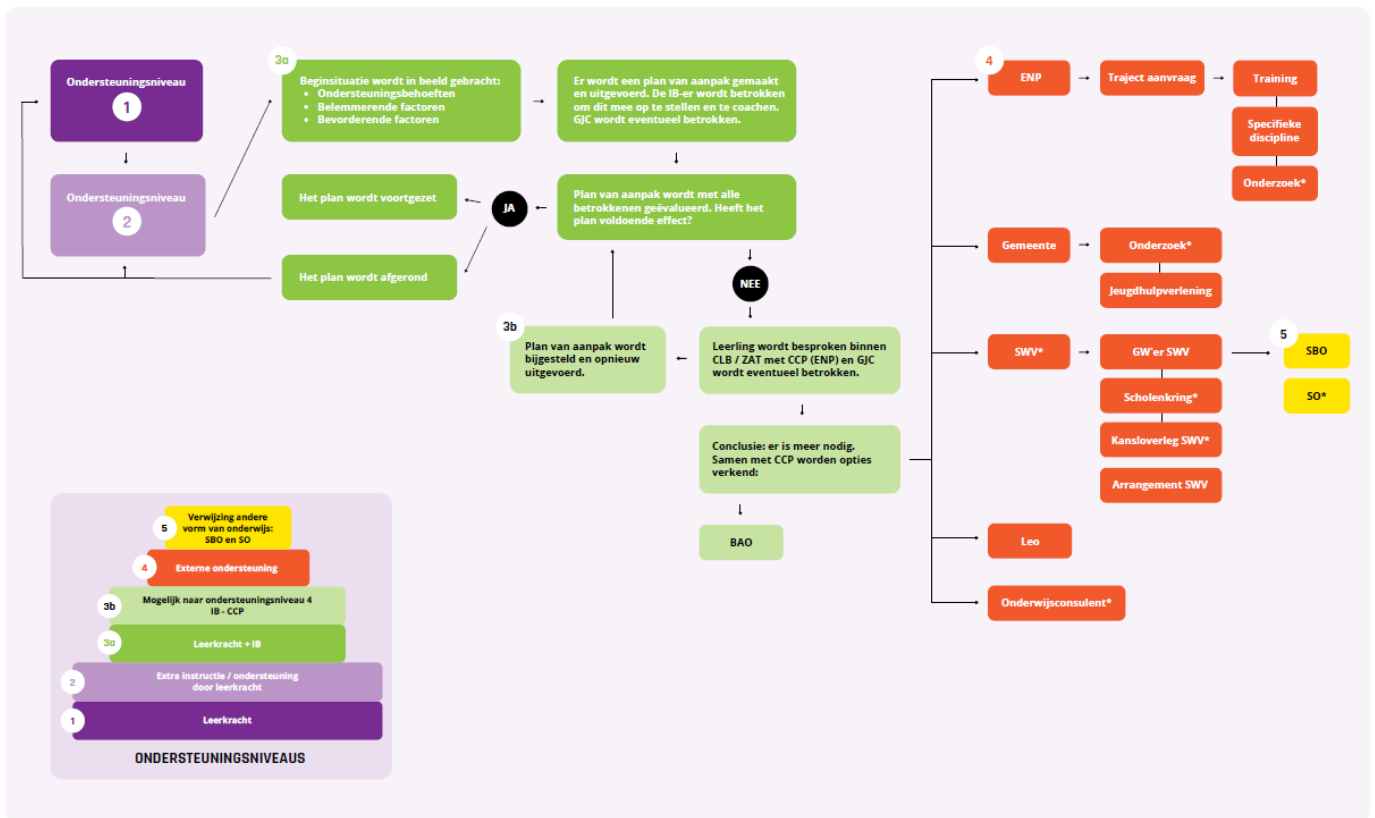 Ondersteuningsniveau
1
Ondersteuningsniveau
2
3a
Beginsituatie wordt in beeld gebracht:
• Ondersteuningsbehoeften
• Belemmerende factoren
• Bevorderende factoren
Er wordt een plan van aanpak gemaakt
en uitgevoerd. De IB-er wordt betrokken
om dit mee op te stellen en te coachen.
GJC wordt eventueel betrokken.
Het plan wordt voortgezet
JA
Plan van aanpak wordt met alle
betrokkenen geëvalueerd. Heeft het
plan voldoende effect?
Het plan wordt afgerond
NEE
3b
Plan van aanpak wordt
bijgesteld en opnieuw
uitgevoerd.
Leerling wordt besproken binnen
CLB / ZAT met CCP (ENP) en GJC
wordt eventueel betrokken.
Conclusie: er is meer nodig.
Samen met CCP worden opties
verkend:
BAO
4
ENP
Traject aanvraag
Training
Specifieke
discipline
Onderzoek*
Gemeente
Onderzoek*
Jeugdhulpverlening
SWV*
GW'er SWV
Scholenkring*
Kansloverleg SWV*
Arrangement SWV
5
SBO
SO*
Leo
Onderwijsconsulent*
5
Verwijzing andere
vorm van onderwijs:
SBO en SO
4
Externe ondersteuning
3b
Mogelijk naar ondersteuningsniveau 4
IB - CCP
3a
Leerkracht + IB
2
Extra instructie / ondersteuning
door leerkracht
1
Leerkracht
ONDERSTEUNINGSNIVEAUS